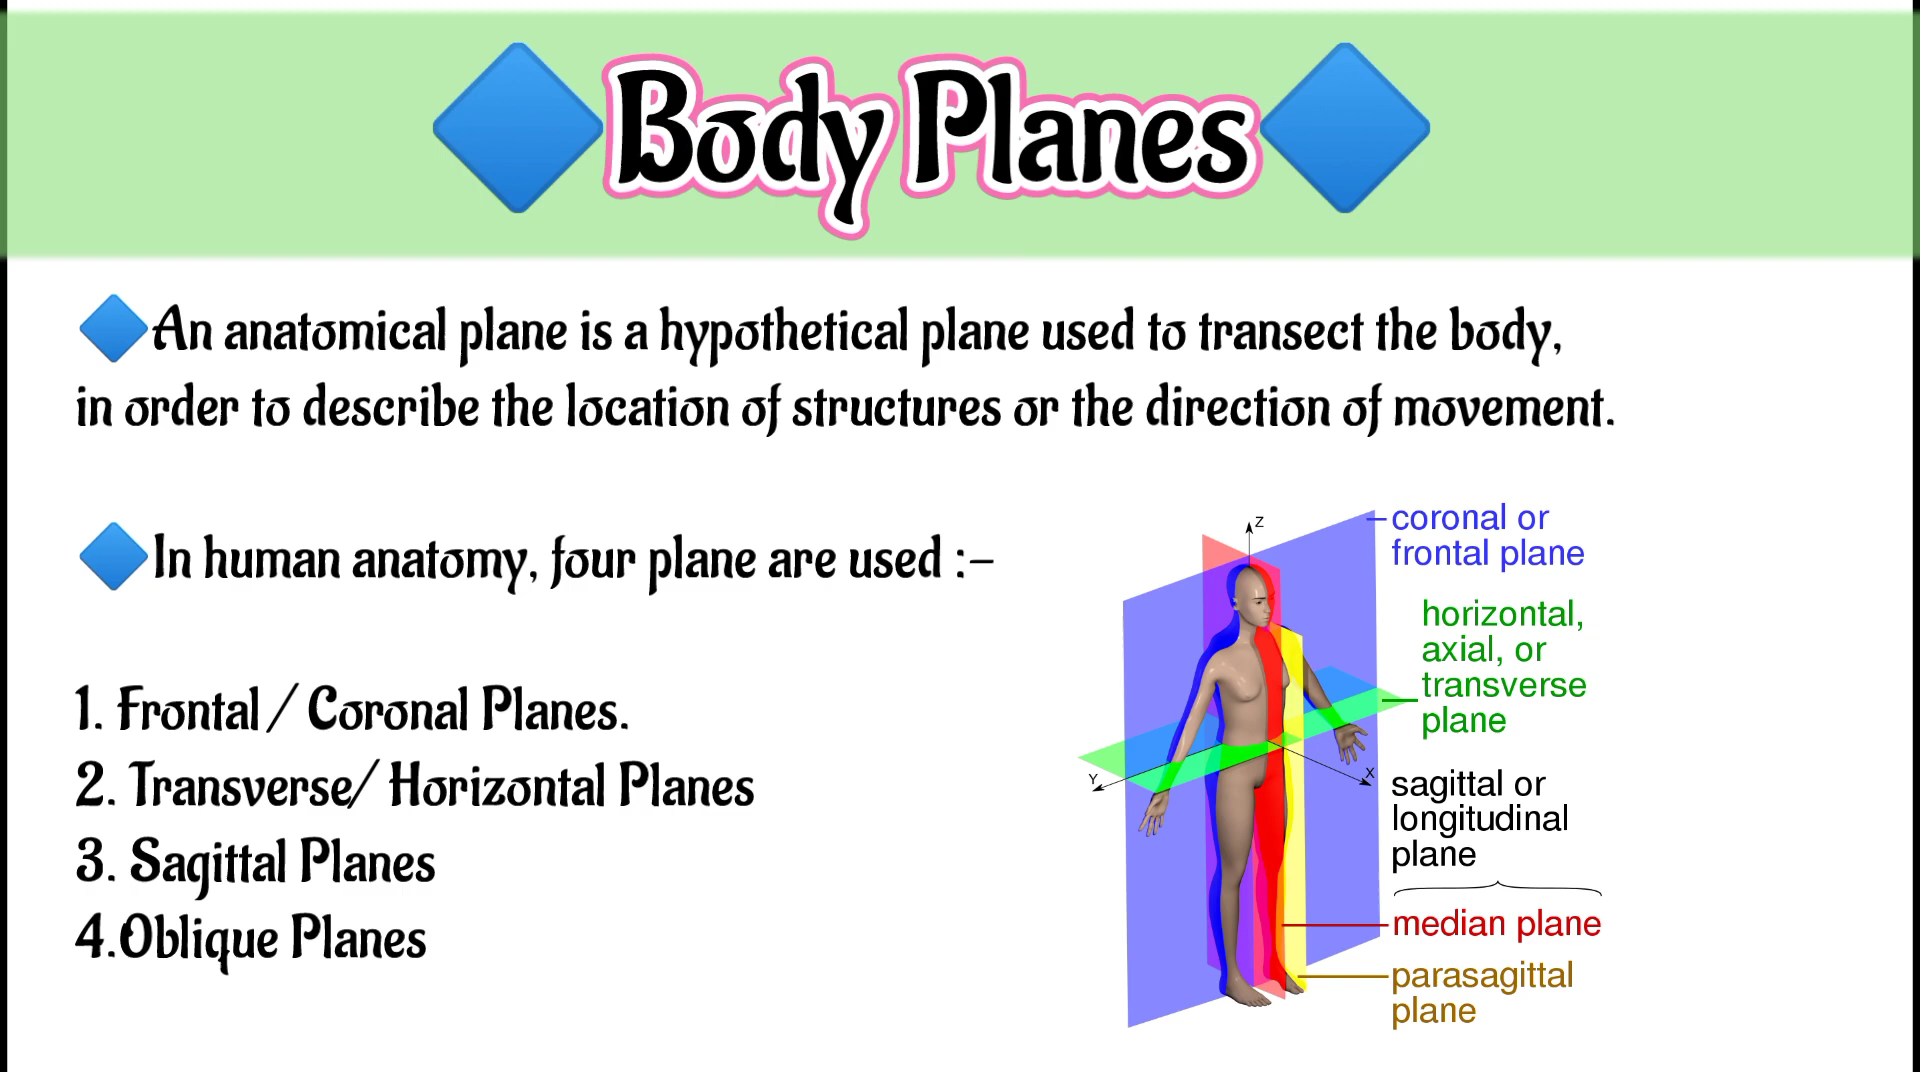 Body Planes
An anatomical plane is a hypothetical plane used to transect the body,
in order to describe the location of structures or the direction of movement.
In human anatomy, four plane are used :-
1. Frontal / Coronal Planes.
2. Transverse/ Horizontal Planes
3. Sagittal Planes
4.Oblique Planes
Z
Y
X
coronal or
frontal plane
horizontal,
axial, or
transverse
plane
sagittal or
longitudinal
plane
median plane
parasagittal
plane